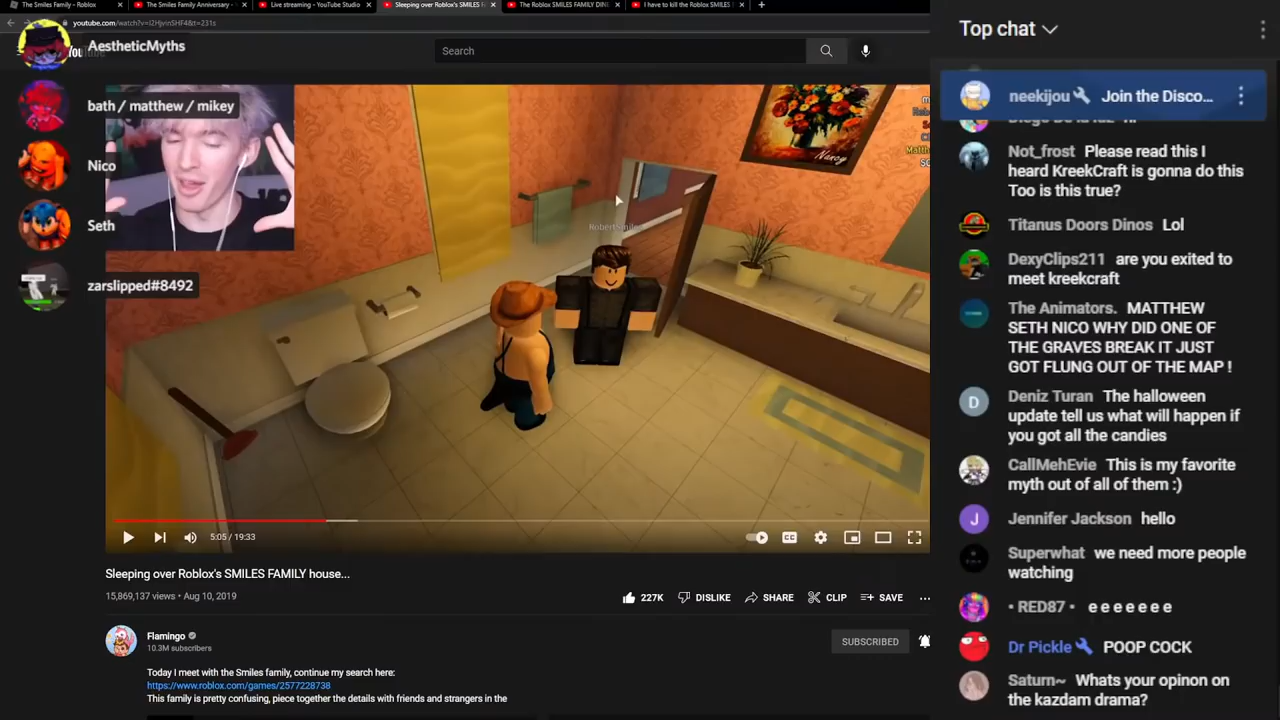 The Smiles Family - Roblox
The Smiles Family Anniversary -
Live streaming - YouTube Studio
Sleeping over Roblox's SMILES F
The Roblox SMILES FAMILY DIN
I have to kill the Roblox SMILES
AestheticMyths
bath / matthew / mikey
Nico
Seth
zarslipped#8492
Search
Nancy
RobertSmiles
5:05 / 19:33
CC
Sleeping over Roblox's SMILES FAMILY house...
15,869,137 views • Aug 10, 2019
227K
DISLIKE
SHARE
CLIP
SAVE
Flamingo
10.3M subscribers
SUBSCRIBED
Today I meet with the Smiles family, continue my search here:
https://www.roblox.com/games/2577228738
This family is pretty confusing, piece together the details with friends and strangers in the
Top chat
neekijou Join the Disco...
Not_frost Please read this I
heard KreekCraft is gonna do this
Too is this true?
Titanus Doors Dinos Lol
DexyClips211 are you exited to
meet kreekcraft
The Animators. MATTHEW
SETH NICO WHY DID ONE OF
THE GRAVES BREAK IT JUST
GOT FLUNG OUT OF THE MAP !
D
Deniz Turan The halloween
update tell us what will happen if
you got all the candies
CallMehEvie This is my favorite
myth out of all of them :)
J
Jennifer Jackson hello
Superwhat we need more people
watching
• RED87 • e e e e e e e
Dr Pickle POOP COCK
Saturn~ Whats your opinon on
the kazdam drama?